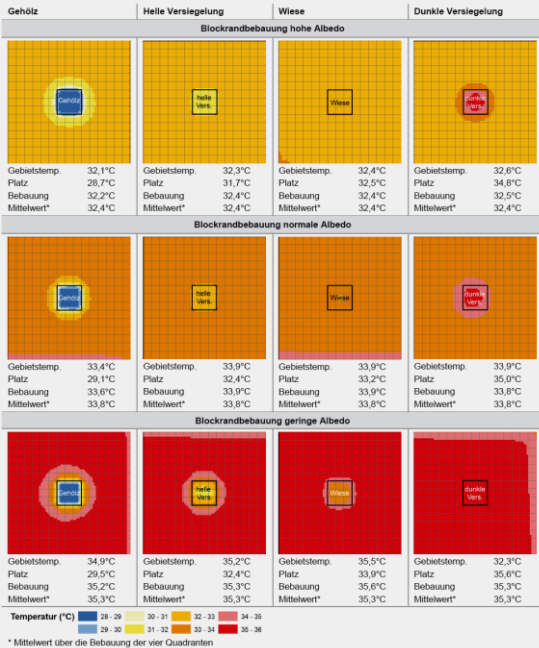 Gehölz Helle Versiegelung Wiese Dunkle Versiegelung
Blockrandbebauung hohe Albedo
Gehölz helle Vers. Wiese dunkle Vers.
Gebietstemp. 32,1°C Gebietstemp. 32,3°C Gebietstemp. 32,4°C Gebietstemp. 32,6°C
Platz 28,7°C Platz 31,7°C Platz 32,5°C Platz 34,8°C
Bebauung 32,2°C Bebauung 32,4°C Bebauung 32,4°C Bebauung 32,5°C
Mittelwert* 32,4°C Mittelwert* 32,4°C Mittelwert* 32,4°C Mittelwert* 32,4°C
Blockrandbebauung normale Albedo
Gehölz helle Vers. Wiese dunkle Vers.
Gebietstemp. 33,4°C Gebietstemp. 33,9°C Gebietstemp. 33,9°C Gebietstemp. 33,9°C
Platz 29,1°C Platz 32,4°C Platz 33,2°C Platz 35,0°C
Bebauung 33,6°C Bebauung 33,9°C Bebauung 33,9°C Bebauung 33,8°C
Mittelwert* 33,8°C Mittelwert* 33,8°C Mittelwert* 33,8°C Mittelwert* 33,8°C
Blockrandbebauung geringe Albedo
Gehölz helle Vers. Wiese dunkle Vers.
Gebietstemp. 34,9°C Gebietstemp. 35,2°C Gebietstemp. 35,5°C Gebietstemp. 32,3°C
Platz 29,5°C Platz 32,4°C Platz 33,9°C Platz 35,6°C
Bebauung 35,2°C Bebauung 35,3°C Bebauung 35,6°C Bebauung 35,3°C
Mittelwert* 35,3°C Mittelwert* 35,3°C Mittelwert* 35,3°C Mittelwert* 35,3°C
Temperatur (°C) 28 - 29 30 - 31 32 - 33 34 - 35
29 - 30 31 - 32 33 - 34 35 - 36
* Mittelwert über die Bebauung der vier Quadranten